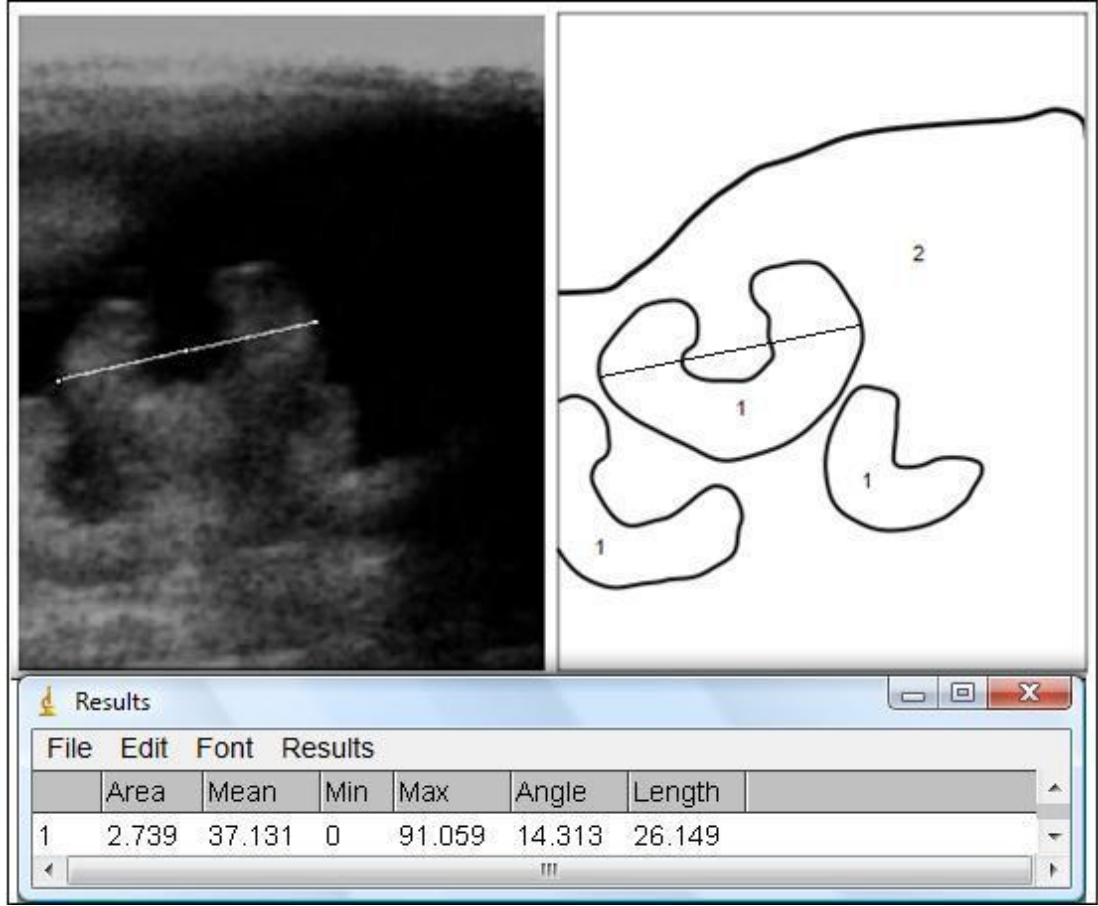 2
1
1
1
Results
File Edit Font Results
Area Mean Min Max Angle Length
1 2.739 37.131 0 91.059 14.313 26.149